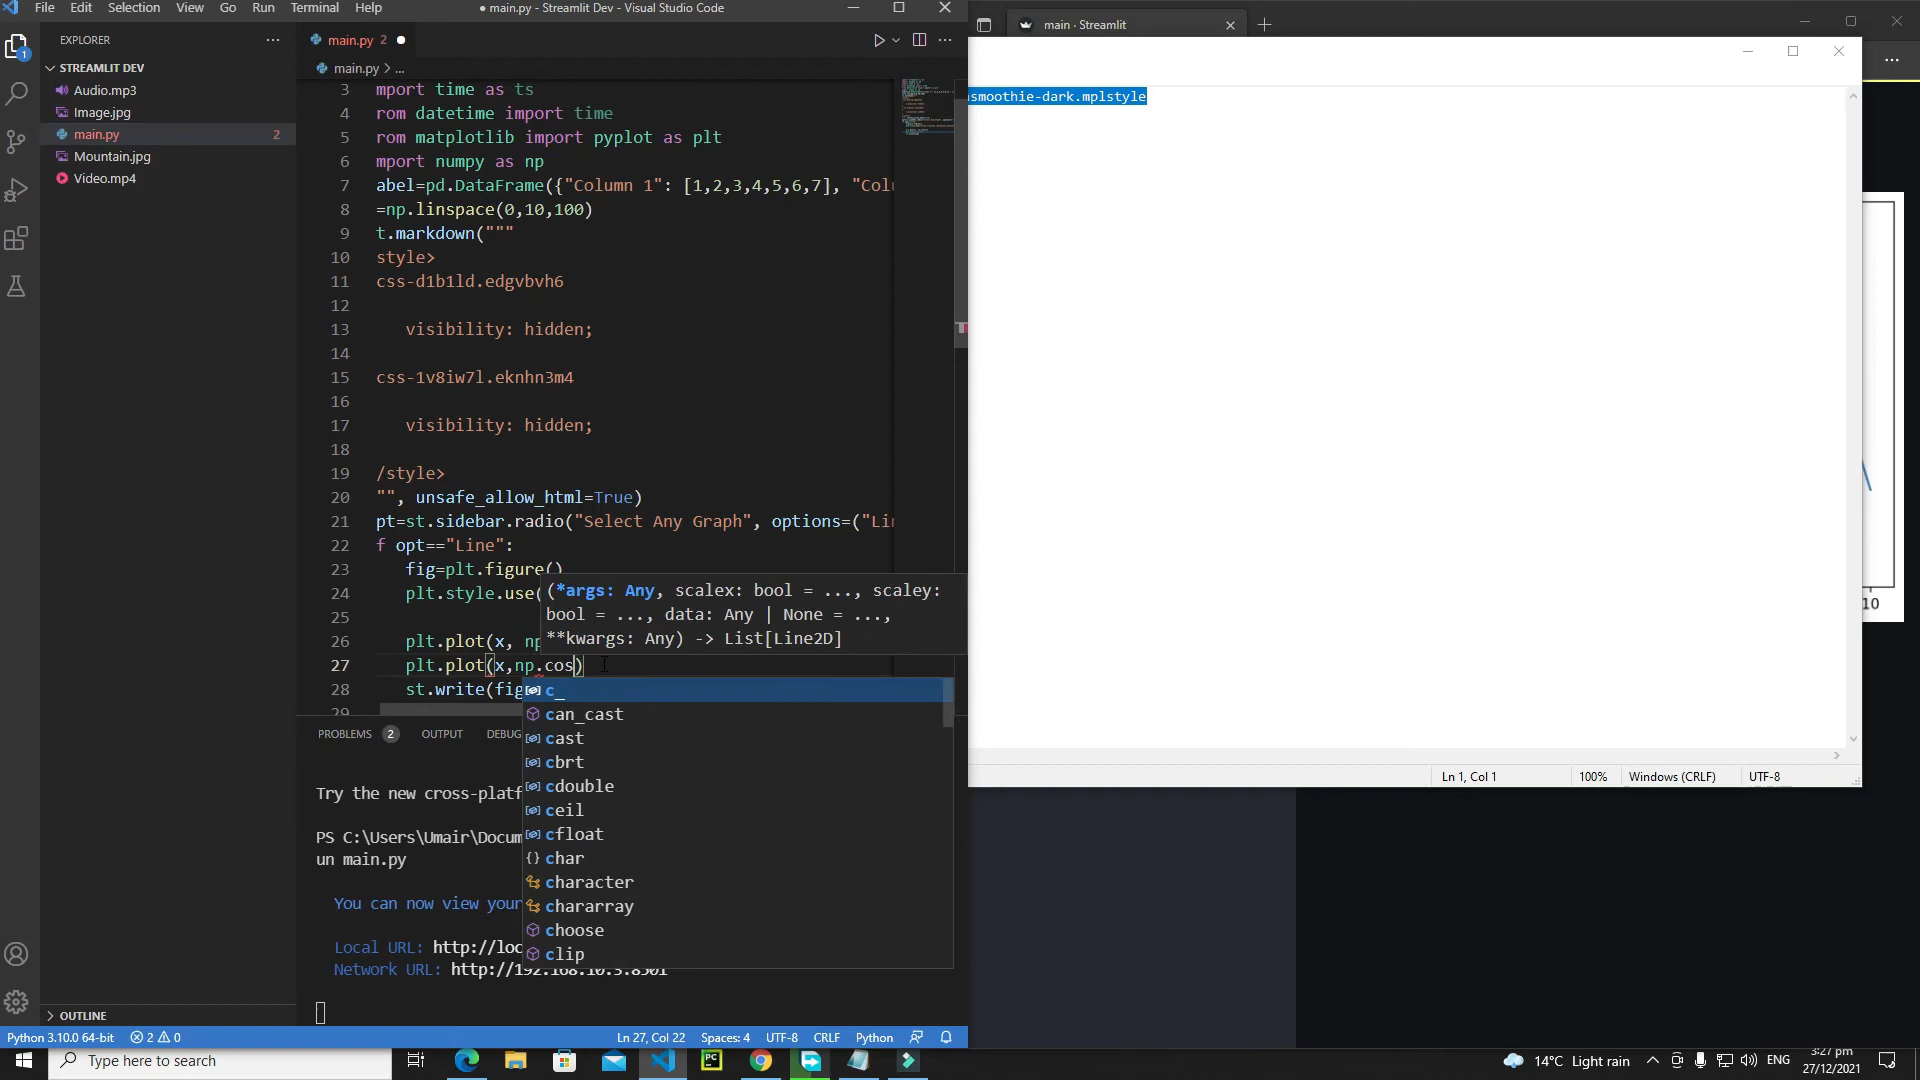 File Edit Selection View Go Run Terminal Help
● main.py - Streamlit Dev - Visual Studio Code
main · Streamlit
EXPLORER
main.py 2
STREAMLIT DEV
main.py > ...
Audio.mp3
Image.jpg
main.py 2
Mountain.jpg
Video.mp4
smoothie-dark.mplstyle
3 mport time as ts
4 rom datetime import time
5 rom matplotlib import pyplot as plt
6 mport numpy as np
7 abel=pd.DataFrame({"Column 1": [1,2,3,4,5,6,7], "Colu
8 =np.linspace(0,10,100)
9 t.markdown("""
10 style>
11 css-d1b1ld.edgvbvh6
12
13 visibility: hidden;
14
15 css-1v8iw7l.eknhn3m4
16
17 visibility: hidden;
18
19 /style>
20 "", unsafe_allow_html=True)
21 pt=st.sidebar.radio("Select Any Graph", options=("Lin
22 f opt=="Line":
23 fig=plt.figure()
24 plt.style.use(
25
26 plt.plot(x, np
27 plt.plot(x,np.cos)
28 st.write(fig
29
(*args: Any, scalex: bool = ..., scaley:
bool = ..., data: Any | None = ...,
**kwargs: Any) -> List[Line2D]
c_
can_cast
cast
cbrt
cdouble
ceil
cfloat
char
character
chararray
choose
clip
10
PROBLEMS 2 OUTPUT DEBUG
Try the new cross-platf
PS C:\Users\Umair\Docum
un main.py
You can now view your
Local URL: http://loc
Network URL: http://192.168.10.3:8501
Ln 1, Col 1 100% Windows (CRLF) UTF-8
OUTLINE
Python 3.10.0 64-bit 2 0 Ln 27, Col 22 Spaces: 4 UTF-8 CRLF Python
Type here to search
14°C Light rain ENG
3:27 pm
27/12/2021